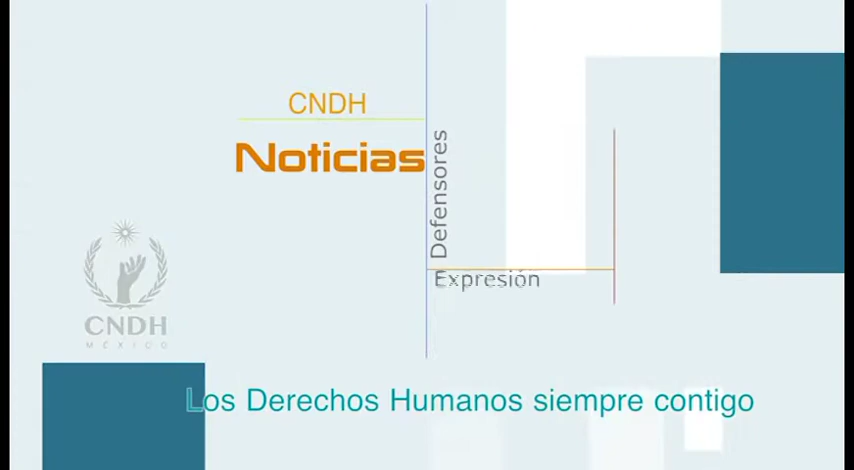 CNDH
Noticias
Defensores
Expresión
CNDH
MÉXICO
Los Derechos Humanos siempre contigo